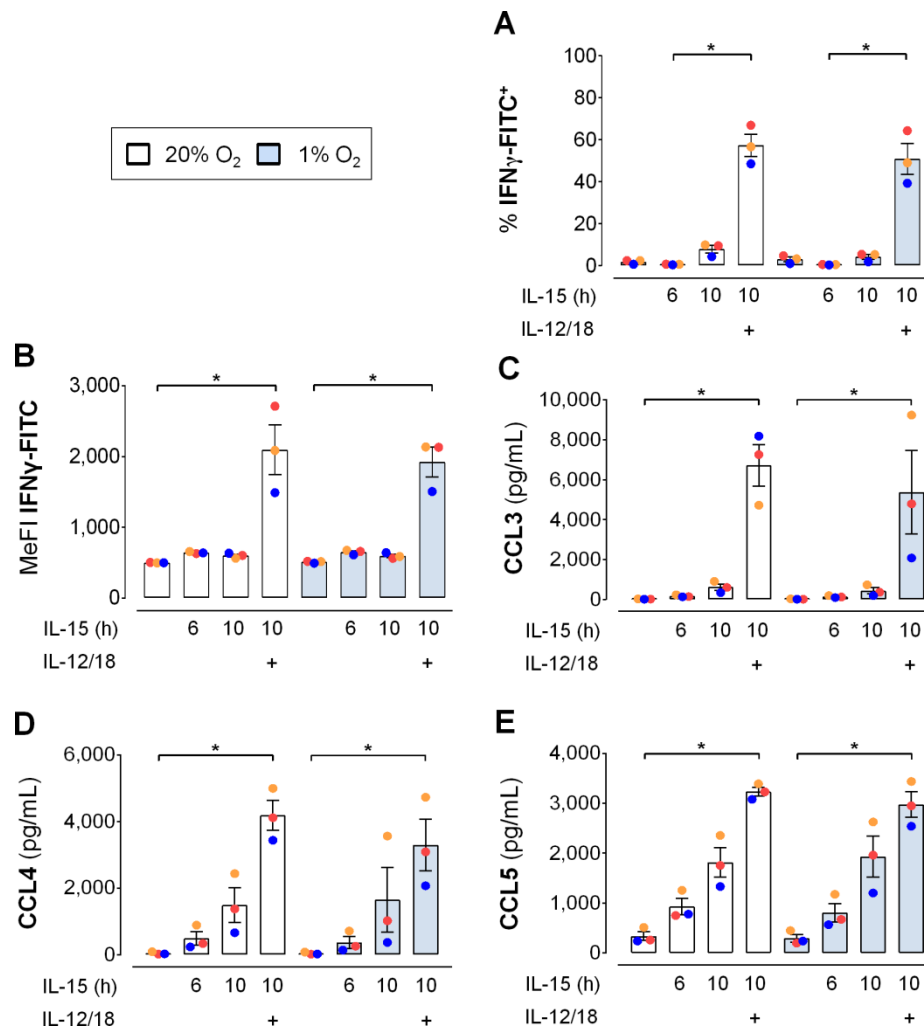 A
*
*
100
80
60
40
20
0
% IFNγ-FITC⁺
20% O₂ 1% O₂
IL-15 (h) 6 10 10 6 10 10
IL-12/18 + +
B
*
*
3,000
2,000
1,000
0
MeFI IFNγ-FITC
IL-15 (h) 6 10 10 6 10 10
IL-12/18 + +
C
*
*
10,000
8,000
6,000
4,000
2,000
0
CCL3 (pg/mL)
IL-15 (h) 6 10 10 6 10 10
IL-12/18 + +
D
*
*
6,000
4,000
2,000
0
CCL4 (pg/mL)
IL-15 (h) 6 10 10 6 10 10
IL-12/18 + +
E
*
*
4,000
3,000
2,000
1,000
0
CCL5 (pg/mL)
IL-15 (h) 6 10 10 6 10 10
IL-12/18 + +